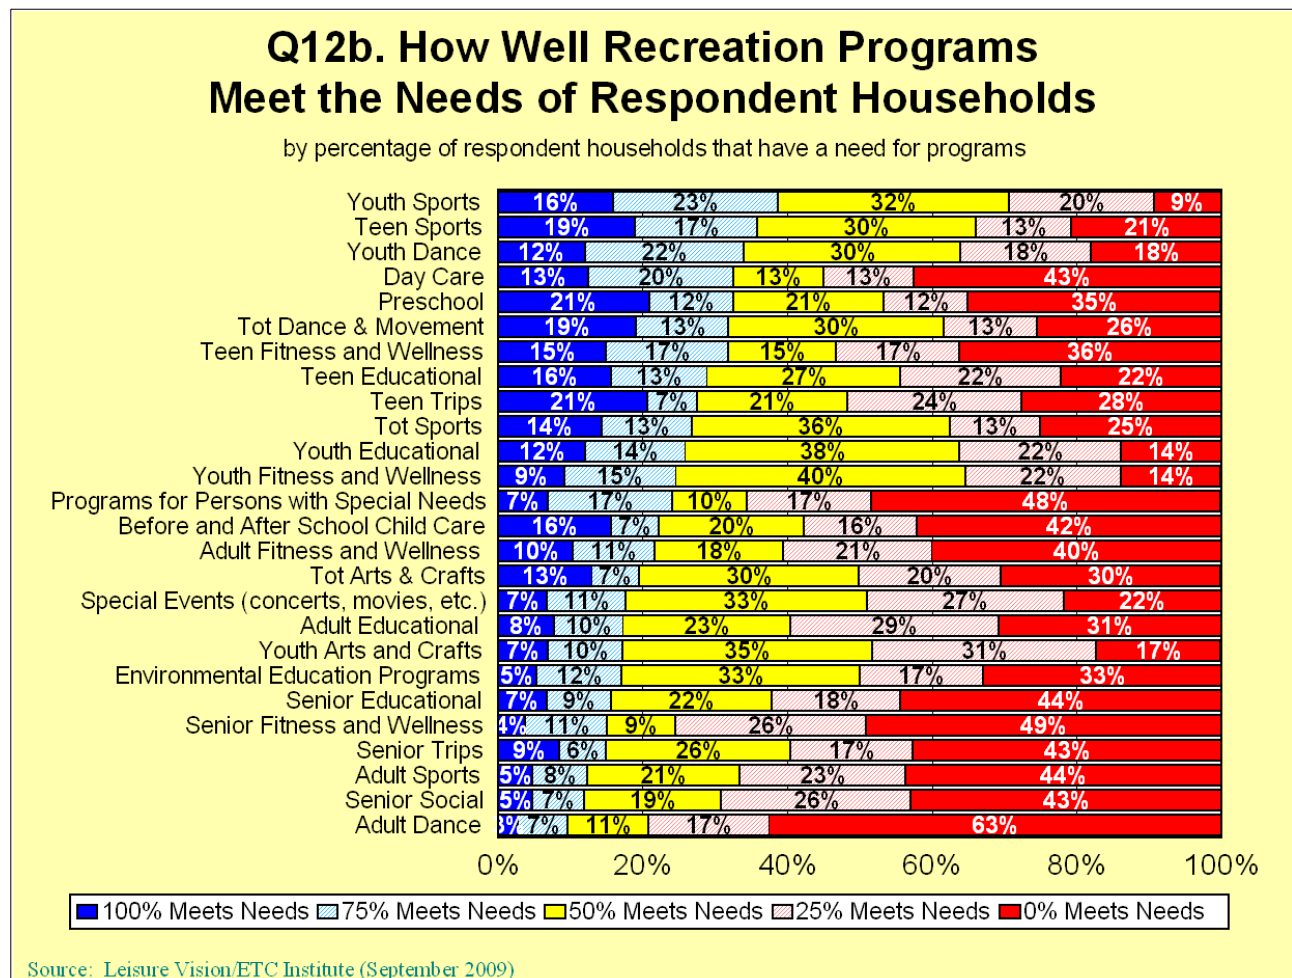 Q12b. How Well Recreation Programs
Meet the Needs of Respondent Households
by percentage of respondent households that have a need for programs
Youth Sports 16% 23% 32% 20% 9%
Teen Sports 19% 17% 30% 13% 21%
Youth Dance 12% 22% 30% 18% 18%
Day Care 13% 20% 13% 13% 43%
Preschool 21% 12% 21% 12% 35%
Tot Dance & Movement 19% 13% 30% 13% 26%
Teen Fitness and Wellness 15% 17% 15% 17% 36%
Teen Educational 16% 13% 27% 22% 22%
Teen Trips 21% 7% 21% 24% 28%
Tot Sports 14% 13% 36% 13% 25%
Youth Educational 12% 14% 38% 22% 14%
Youth Fitness and Wellness 9% 15% 40% 22% 14%
Programs for Persons with Special Needs 7% 17% 10% 17% 48%
Before and After School Child Care 16% 7% 20% 16% 42%
Adult Fitness and Wellness 10% 11% 18% 21% 40%
Tot Arts & Crafts 13% 7% 30% 20% 30%
Special Events (concerts, movies, etc.) 7% 11% 33% 27% 22%
Adult Educational 8% 10% 23% 29% 31%
Youth Arts and Crafts 7% 10% 35% 31% 17%
Environmental Education Programs 5% 12% 33% 17% 33%
Senior Educational 7% 9% 22% 18% 44%
Senior Fitness and Wellness 4% 11% 9% 26% 49%
Senior Trips 9% 6% 26% 17% 43%
Adult Sports 5% 8% 21% 23% 44%
Senior Social 5% 7% 19% 26% 43%
Adult Dance 3% 7% 11% 17% 63%
0% 20% 40% 60% 80% 100%
100% Meets Needs 75% Meets Needs 50% Meets Needs 25% Meets Needs 0% Meets Needs
Source: Leisure Vision/ETC Institute (September 2009)